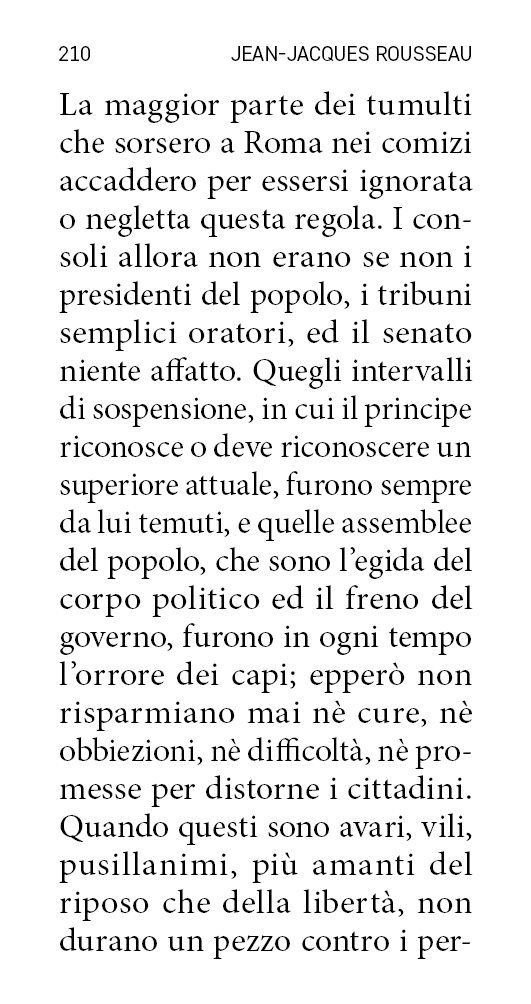 210 JEAN-JACQUES ROUSSEAU
La maggior parte dei tumulti
che sorsero a Roma nei comizi
accaddero per essersi ignorata
o negletta questa regola. I con-
soli allora non erano se non i
presidenti del popolo, i tribuni
semplici oratori, ed il senato
niente affatto. Quegli intervalli
di sospensione, in cui il principe
riconosce o deve riconoscere un
superiore attuale, furono sempre
da lui temuti, e quelle assemblee
del popolo, che sono l’egida del
corpo politico ed il freno del
governo, furono in ogni tempo
l’orrore dei capi; epperò non
risparmiano mai nè cure, nè
obbiezioni, nè difficoltà, nè pro-
messe per distorne i cittadini.
Quando questi sono avari, vili,
pusillanimi, più amanti del
riposo che della libertà, non
durano un pezzo contro i per-